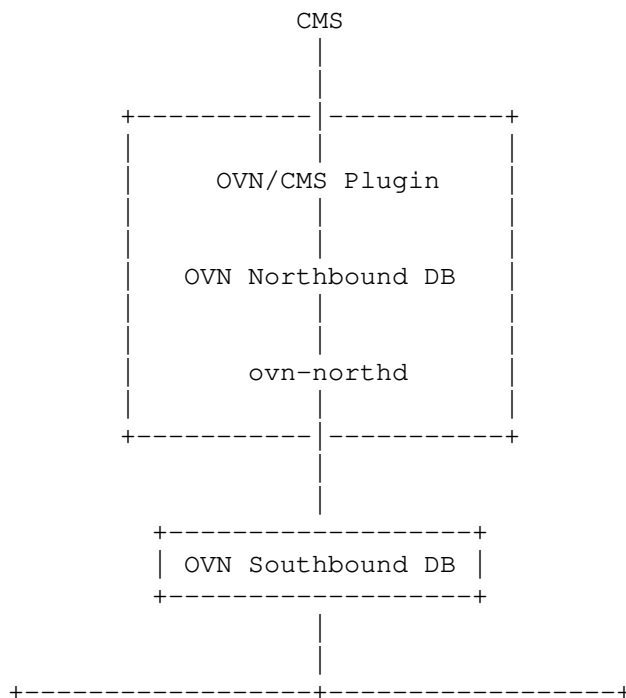 CMS
OVN/CMS Plugin
OVN Northbound DB
ovn-northd
OVN Southbound DB